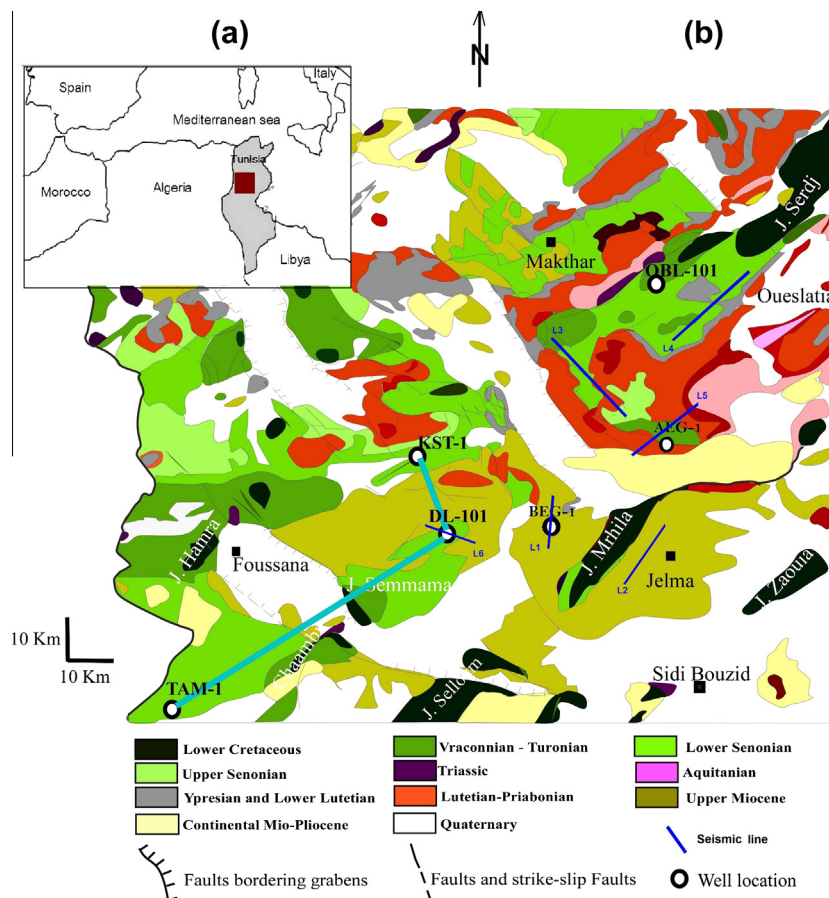 (a)
(b)
N
Spain
Italy
Mediterranean sea
Tunisia
Morocco
Algeria
Libya
J. Serdj
Makthar
OBL-101
Oueslatia
L3
L4
L5
AEG-1
KST-1
DL-101
BEG-1
L1
L6
J. Mrhila
J. Hamra
Foussana
J. Semmama
Jelma
L2
J. Zaouia
10 Km
10 Km
Chaambi
Sidi Bouzid
TAM-1
J. Selloum
Lower Cretaceous
Vraconnian - Turonian
Lower Senonian
Upper Senonian
Triassic
Aquitanian
Ypresian and Lower Lutetian
Lutetian-Priabonian
Upper Miocene
Continental Mio-Pliocene
Quaternary
Seismic line
Faults bordering grabens
Faults and strike-slip Faults
Well location